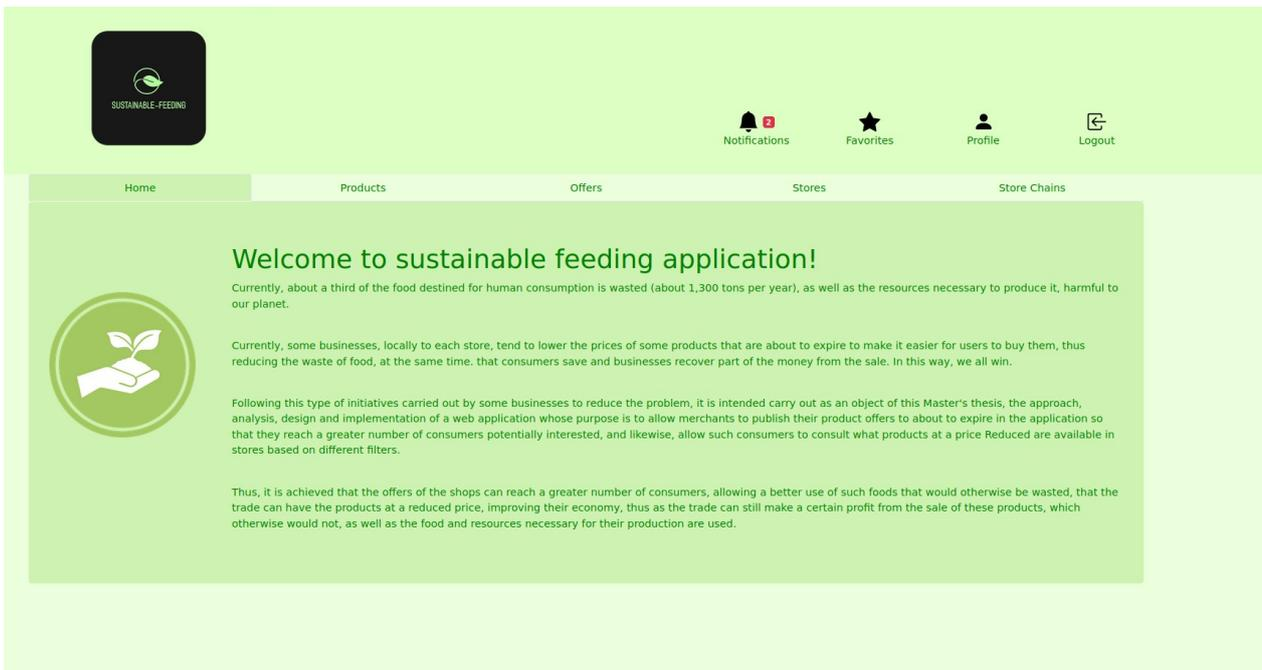 SUSTAINABLE-FEEDING
2
Notifications
Favorites
Profile
Logout
Home
Products
Offers
Stores
Store Chains
Welcome to sustainable feeding application!
Currently, about a third of the food destined for human consumption is wasted (about 1,300 tons per year), as well as the resources necessary to produce it, harmful to
our planet.
Currently, some businesses, locally to each store, tend to lower the prices of some products that are about to expire to make it easier for users to buy them, thus
reducing the waste of food, at the same time. that consumers save and businesses recover part of the money from the sale. In this way, we all win.
Following this type of initiatives carried out by some businesses to reduce the problem, it is intended carry out as an object of this Master's thesis, the approach,
analysis, design and implementation of a web application whose purpose is to allow merchants to publish their product offers to about to expire in the application so
that they reach a greater number of consumers potentially interested, and likewise, allow such consumers to consult what products at a price Reduced are available in
stores based on different filters.
Thus, it is achieved that the offers of the shops can reach a greater number of consumers, allowing a better use of such foods that would otherwise be wasted, that the
trade can have the products at a reduced price, improving their economy, thus as the trade can still make a certain profit from the sale of these products, which
otherwise would not, as well as the food and resources necessary for their production are used.